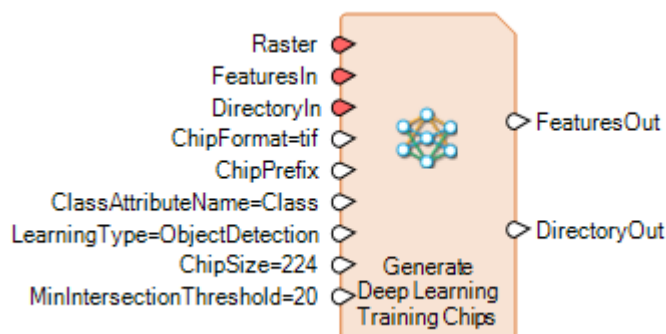 Raster
FeaturesIn
DirectoryIn
ChipFormat=tif
ChipPrefix
ClassAttributeName=Class
LearningType=ObjectDetection
ChipSize=224
MinIntersectionThreshold=20
Generate
Deep Learning
Training Chips
FeaturesOut
DirectoryOut